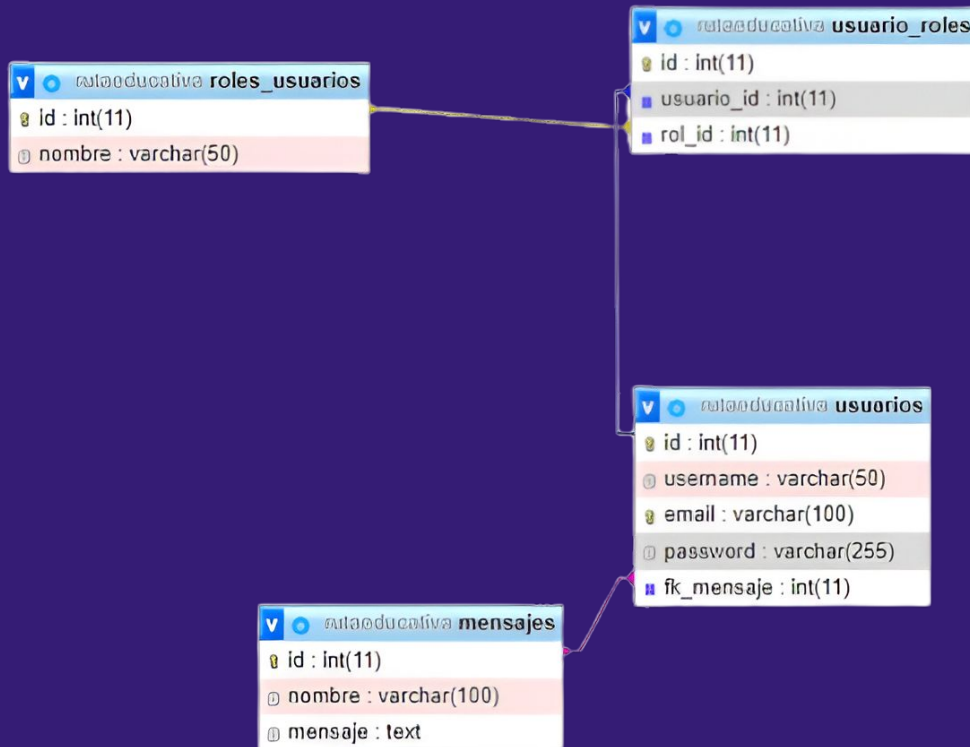 V roles_usuarios
id : int(11)
nombre : varchar(50)
V usuario_roles
id : int(11)
usuario_id : int(11)
rol_id : int(11)
V usuarios
id : int(11)
username : varchar(50)
email : varchar(100)
password : varchar(255)
fk_mensaje : int(11)
V mensajes
id : int(11)
nombre : varchar(100)
mensaje : text